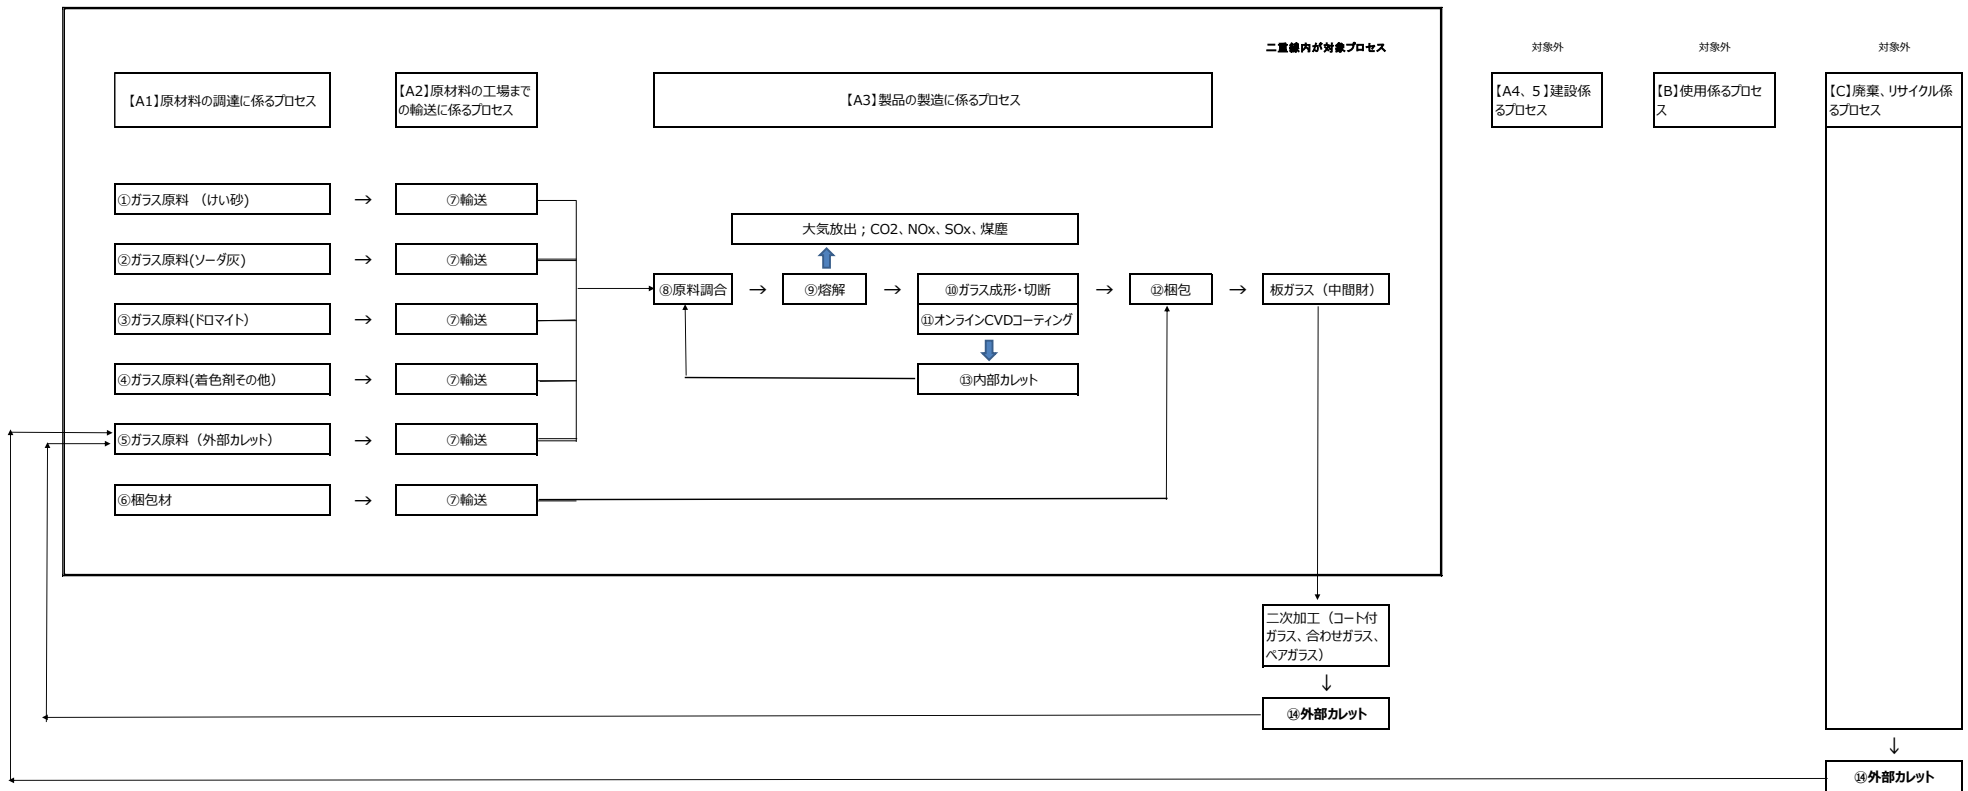 二重線内が対象プロセス
対象外
対象外
対象外
【A1】原材料の調達に係るプロセス
【A2】原材料の工場まで
の輸送に係るプロセス
【A3】製品の製造に係るプロセス
【A4、5】建設係
るプロセス
【B】使用係るプロセ
ス
【C】廃棄、リサイクル係
るプロセス
①ガラス原料 （けい砂)
→
⑦輸送
大気放出；CO2、NOx、SOx、煤塵
②ガラス原料(ソーダ灰)
→
⑦輸送
⑧原料調合
→
⑨熔解
→
⑩ガラス成形・切断
→
⑫梱包
→
板ガラス（中間財）
⑪オンラインCVDコーティング
③ガラス原料(ドロマイト）
→
⑦輸送
④ガラス原料(着色剤その他）
→
⑦輸送
⑬内部カレット
⑤ガラス原料（外部カレット）
→
⑦輸送
⑥梱包材
→
⑦輸送
二次加工（コート付
ガラス、合わせガラス、
ペアガラス）
↓
⑭外部カレット
↓
⑭外部カレット